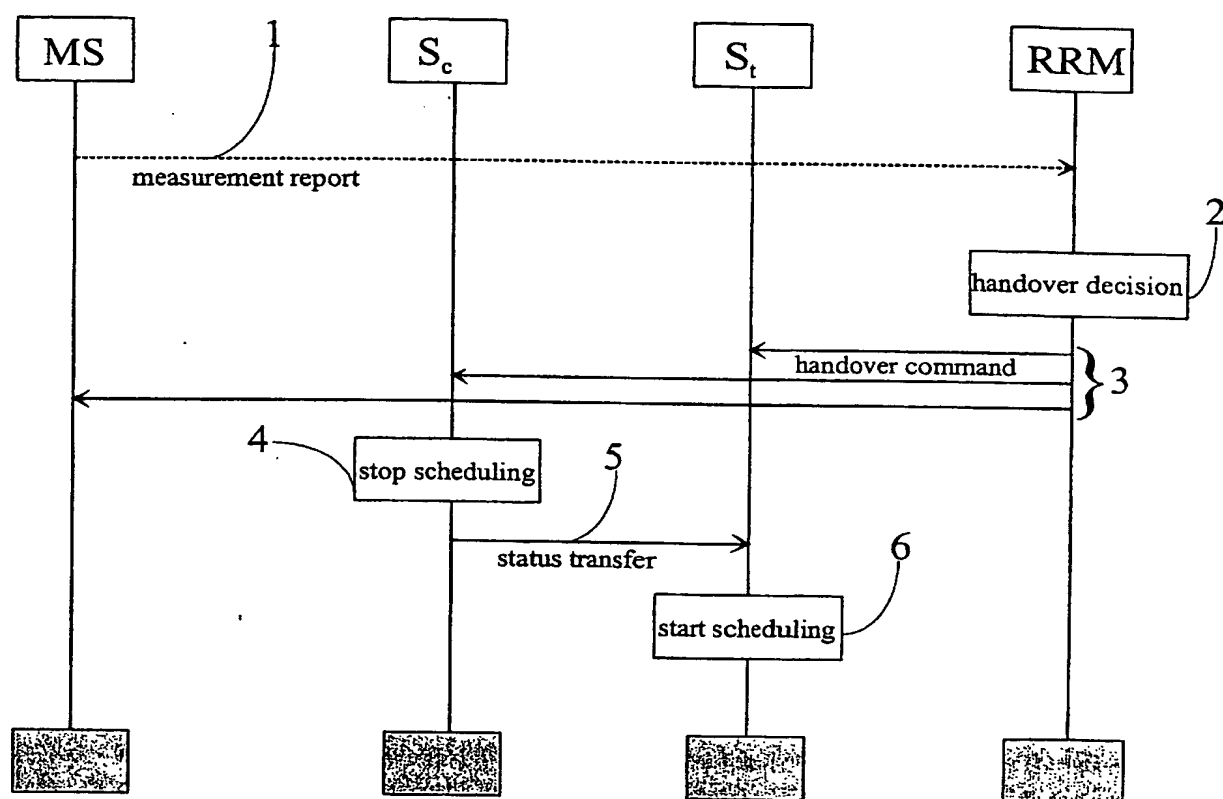 1
MS
S_c
S_t
RRM
measurement report
2
handover decision
handover command
3
4
stop scheduling
5
status transfer
6
start scheduling